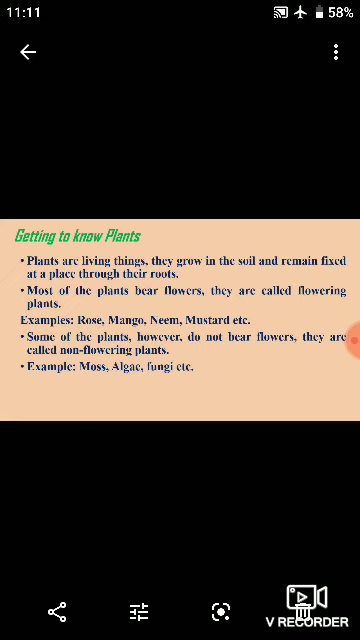 11:11 58%
Getting to know Plants
• Plants are living things, they grow in the soil and remain fixed
at a place through their roots.
• Most of the plants bear flowers, they are called flowering
plants.
Examples: Rose, Mango, Neem, Mustard etc.
• Some of the plants, however, do not bear flowers, they are
called non-flowering plants.
• Example: Moss, Algae, fungi etc.
V RECORDER